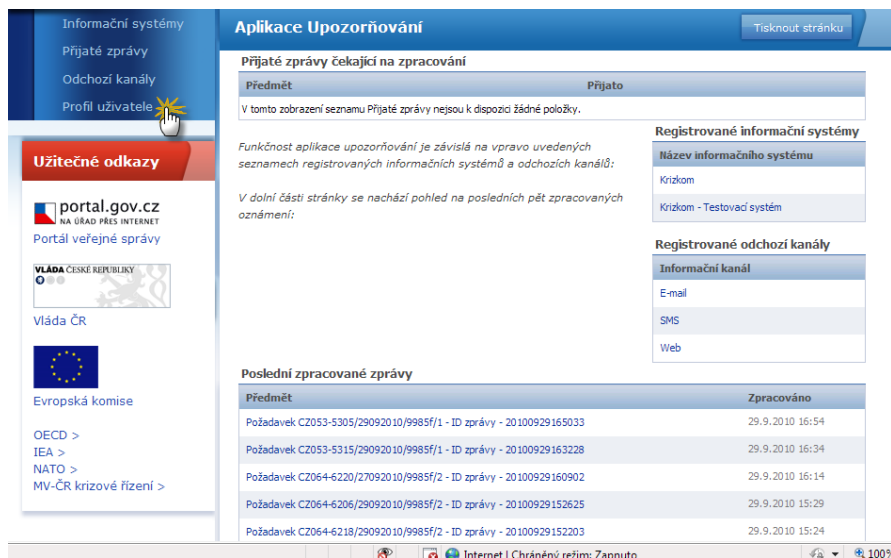 Informační systémy
Přijaté zprávy
Odchozí kanály
Profil uživatele
Užitečné odkazy
portal.gov.cz
NA ÚŘAD PŘES INTERNET
Portál veřejné správy
VLÁDA ČESKÉ REPUBLIKY
Vláda ČR
Evropská komise
OECD >
IEA >
NATO >
MV-ČR krizové řízení >
Aplikace Upozorňování
Tisknout stránku
Přijaté zprávy čekající na zpracování
Předmět Přijato
V tomto zobrazení seznamu Přijaté zprávy nejsou k dispozici žádné položky.
Funkčnost aplikace upozorňování je závislá na vpravo uvedených
seznamech registrovaných informačních systémů a odchozích kanálů:
V dolní části stránky se nachází pohled na posledních pět zpracovaných
oznámení:
Registrované informační systémy
Název informačního systému
Krizkom
Krizkom - Testovací systém
Registrované odchozí kanály
Informační kanál
E-mail
SMS
Web
Poslední zpracované zprávy
Předmět Zpracováno
Požadavek CZ053-5305/29092010/9985f/1 - ID zprávy - 20100929165033 29.9.2010 16:54
Požadavek CZ053-5315/29092010/9985f/1 - ID zprávy - 20100929163228 29.9.2010 16:34
Požadavek CZ064-6220/27092010/9985f/2 - ID zprávy - 20100929160902 29.9.2010 16:14
Požadavek CZ064-6206/29092010/9985f/2 - ID zprávy - 20100929152625 29.9.2010 15:29
Požadavek CZ064-6218/29092010/9985f/2 - ID zprávy - 20100929152203 29.9.2010 15:24
Internet | Chráněný režim: Zapnuto 100%